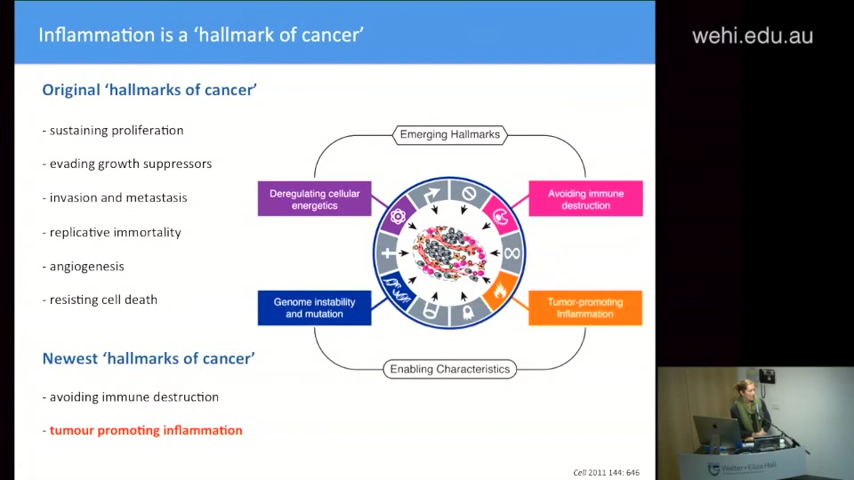 Inflammation is a ‘hallmark of cancer’
wehi.edu.au
Original ‘hallmarks of cancer’
- sustaining proliferation
- evading growth suppressors
- invasion and metastasis
- replicative immortality
- angiogenesis
- resisting cell death
Newest ‘hallmarks of cancer’
- avoiding immune destruction
- tumour promoting inflammation
Emerging Hallmarks
Deregulating cellular
energetics
Avoiding immune
destruction
Genome instability
and mutation
Tumor-promoting
Inflammation
Enabling Characteristics
Cell 2011 144: 646
Walter+Eliza Hall